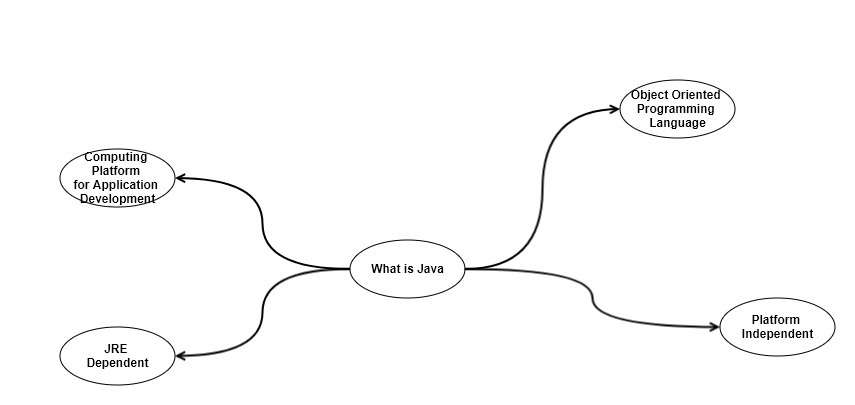 Object Oriented
Programming
Language
Computing
Platform
for Application
Development
What is Java
Platform
Independent
JRE
Dependent